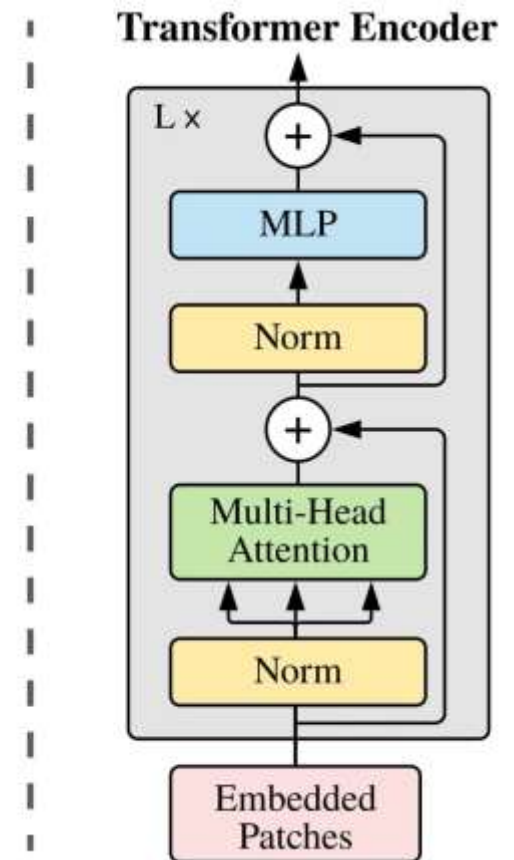 Transformer Encoder
L ×
+
MLP
Norm
+
Multi-Head
Attention
Norm
Embedded
Patches